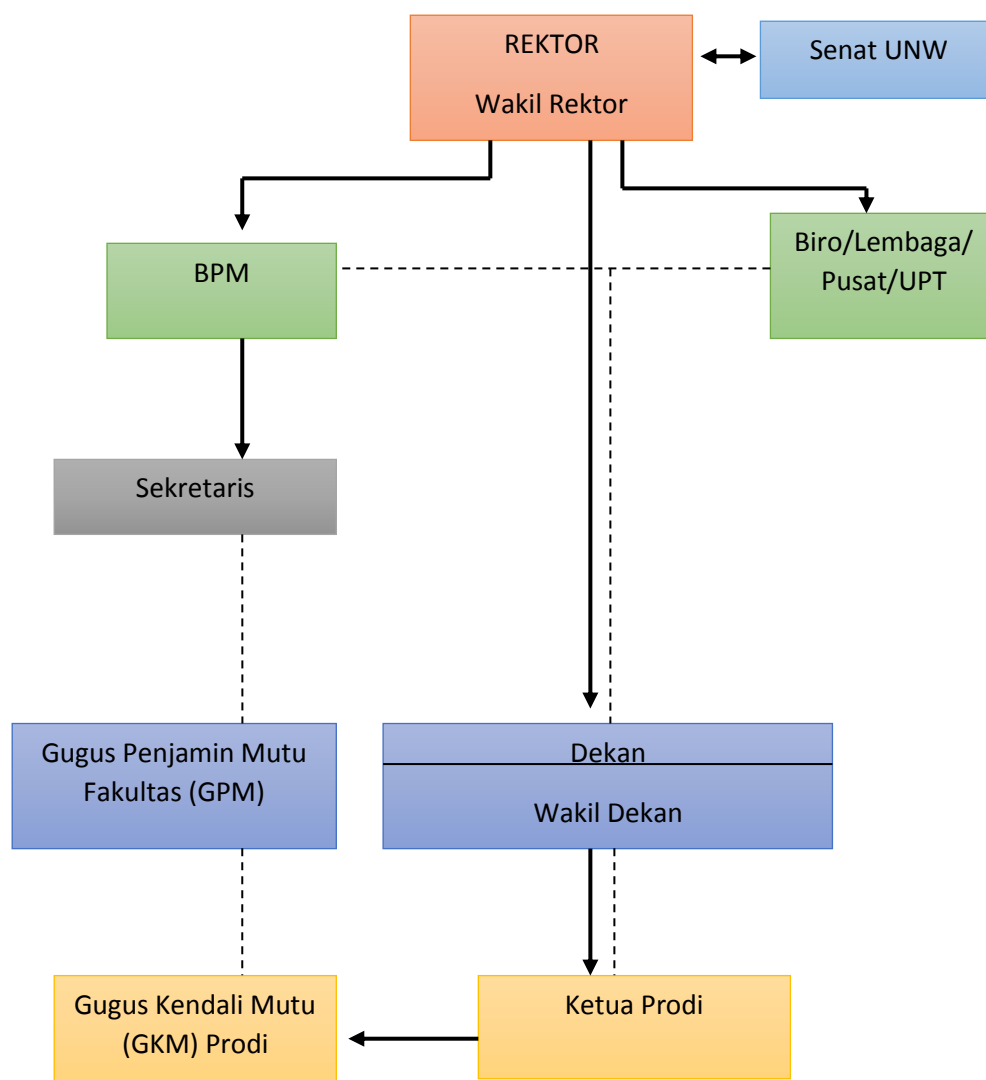 REKTOR
Wakil Rektor
Senat UNW
BPM
Biro/Lembaga/
Pusat/UPT
Sekretaris
Gugus Penjamin Mutu
Fakultas (GPM)
Dekan
Wakil Dekan
Gugus Kendali Mutu
(GKM) Prodi
Ketua Prodi